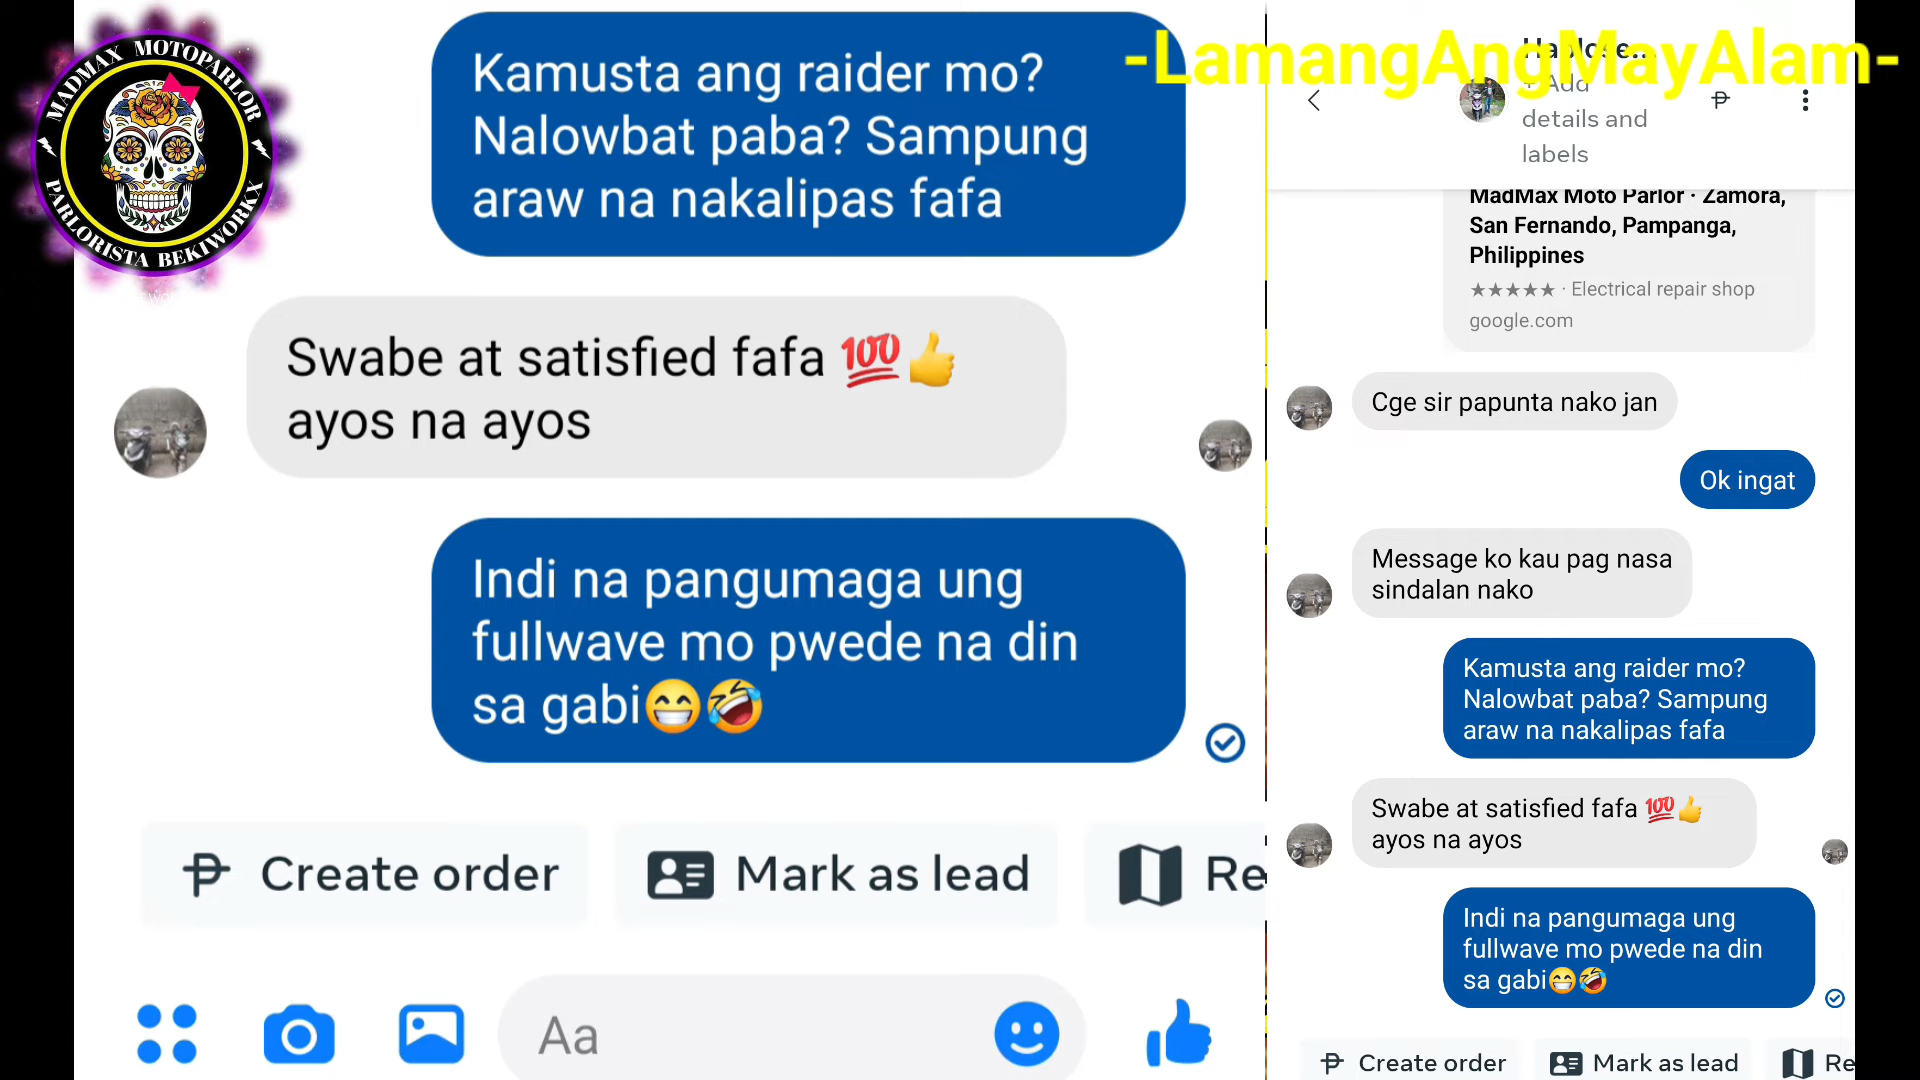 MADMAX MOTOPARLOR
PARLORISTA BEKIWORKX
-LamangAngMayAlam-
Kamusta ang raider mo?
Nalowbat paba? Sampung
araw na nakalipas fafa
Swabe at satisfied fafa 💯👍
ayos na ayos
Indi na pangumaga ung
fullwave mo pwede na din
sa gabi😁🤣
₱ Create order
Mark as lead
Re
Aa
+ Add
details and
labels
₱
MadMax Moto Parlor · Zamora,
San Fernando, Pampanga,
Philippines
★★★★★ · Electrical repair shop
google.com
Cge sir papunta nako jan
Ok ingat
Message ko kau pag nasa
sindalan nako
Kamusta ang raider mo?
Nalowbat paba? Sampung
araw na nakalipas fafa
Swabe at satisfied fafa 💯👍
ayos na ayos
Indi na pangumaga ung
fullwave mo pwede na din
sa gabi😁🤣
₱ Create order
Mark as lead
Re